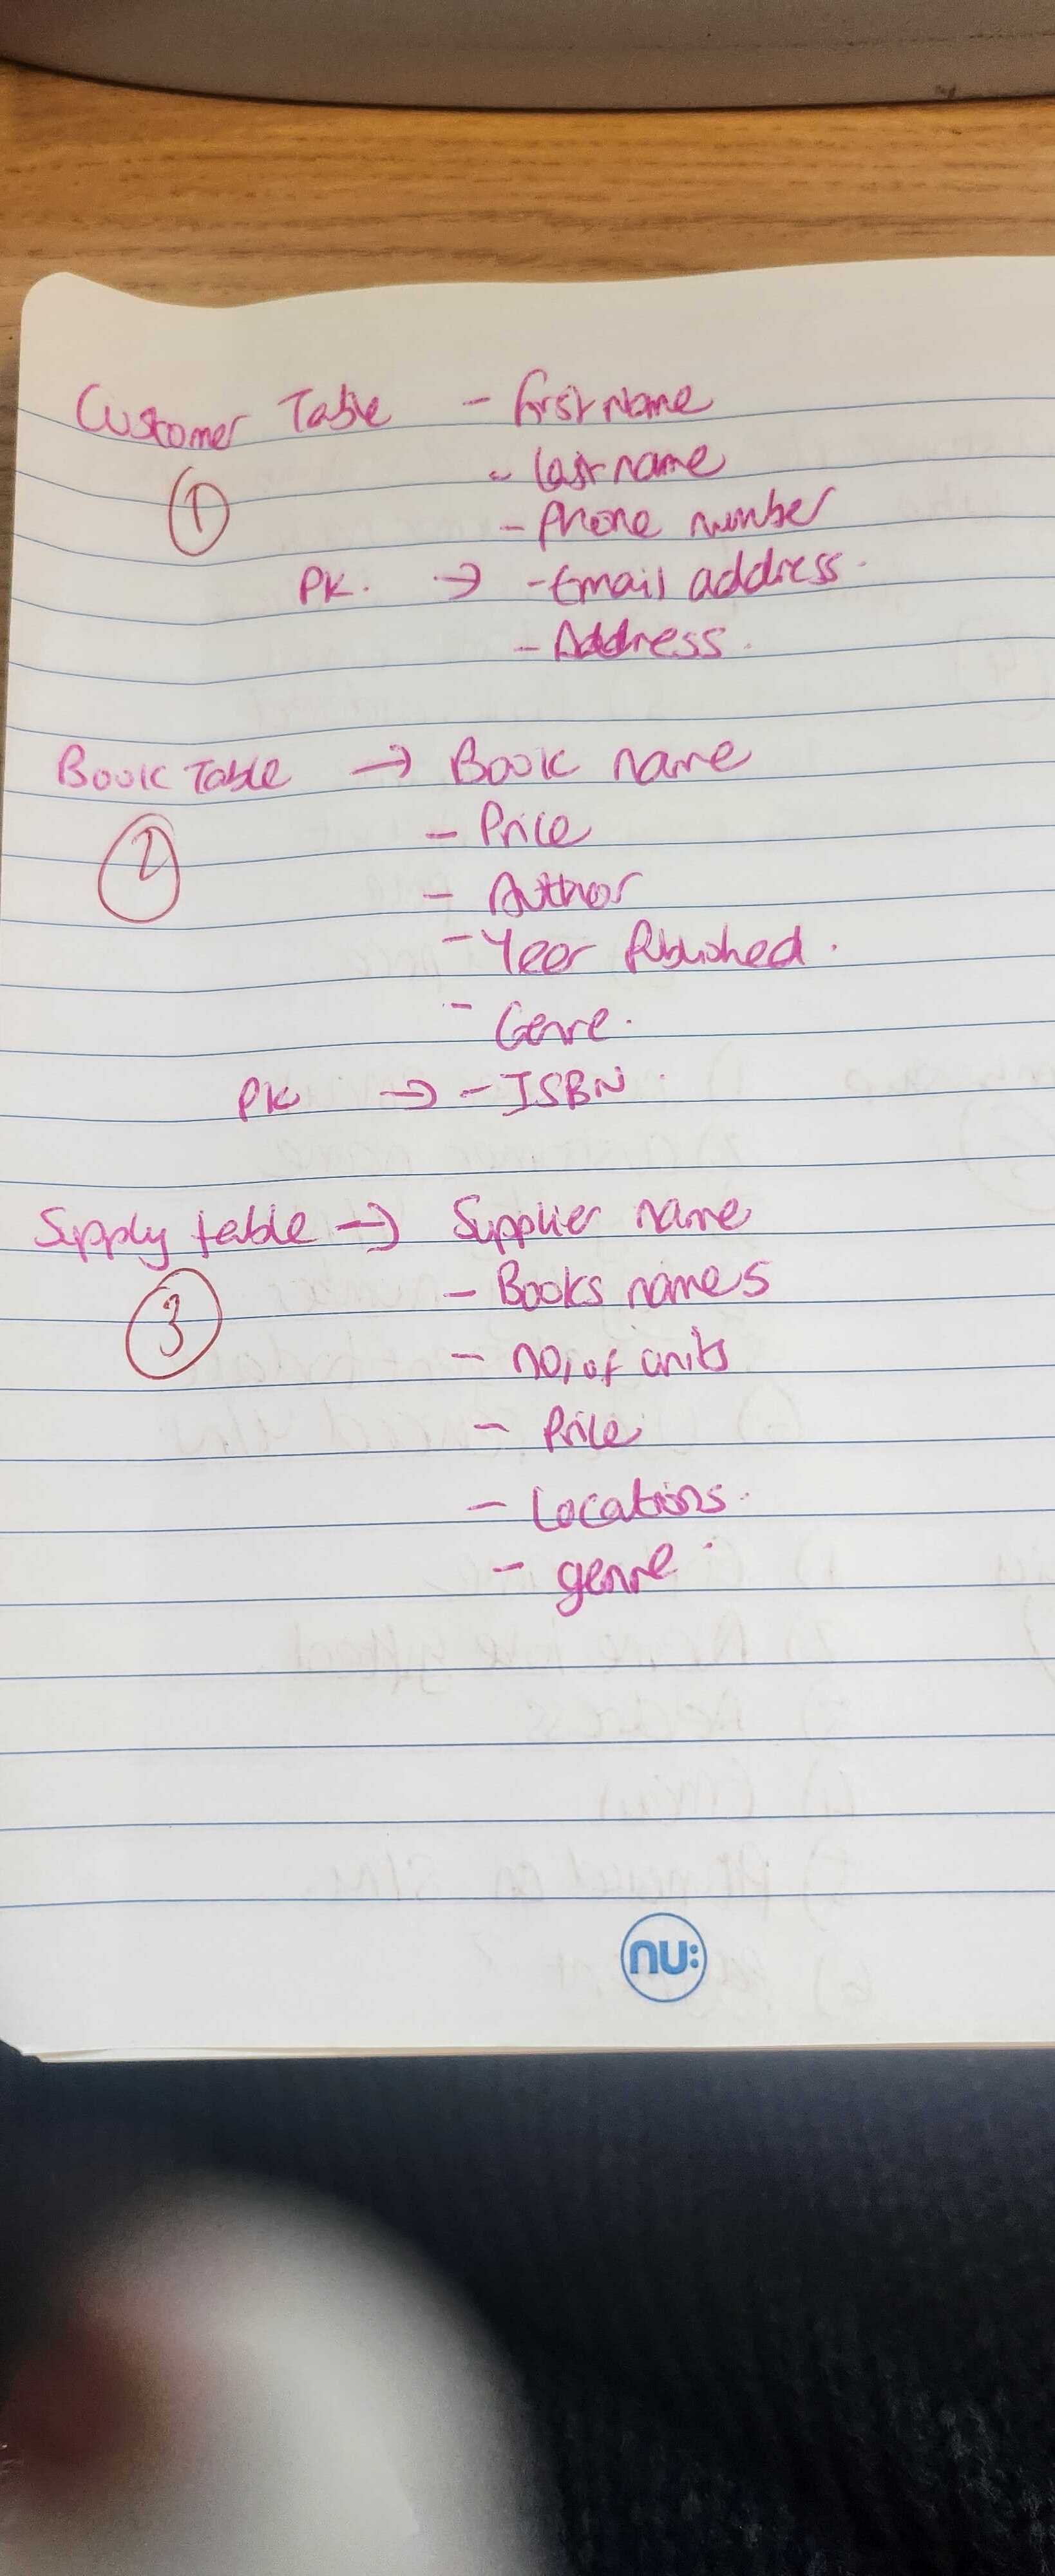 Customer Table - first name
- last name
①
- Phone number
PK. → - Email address.
- Address.
Book Table → Book name
- Price
②
- Author
- Year Published.
- Genre.
PK → - ISBN.
Supply table → Supplier name
- Books names
③
- no, of units
- Price
- Locations.
- genre.
nu: